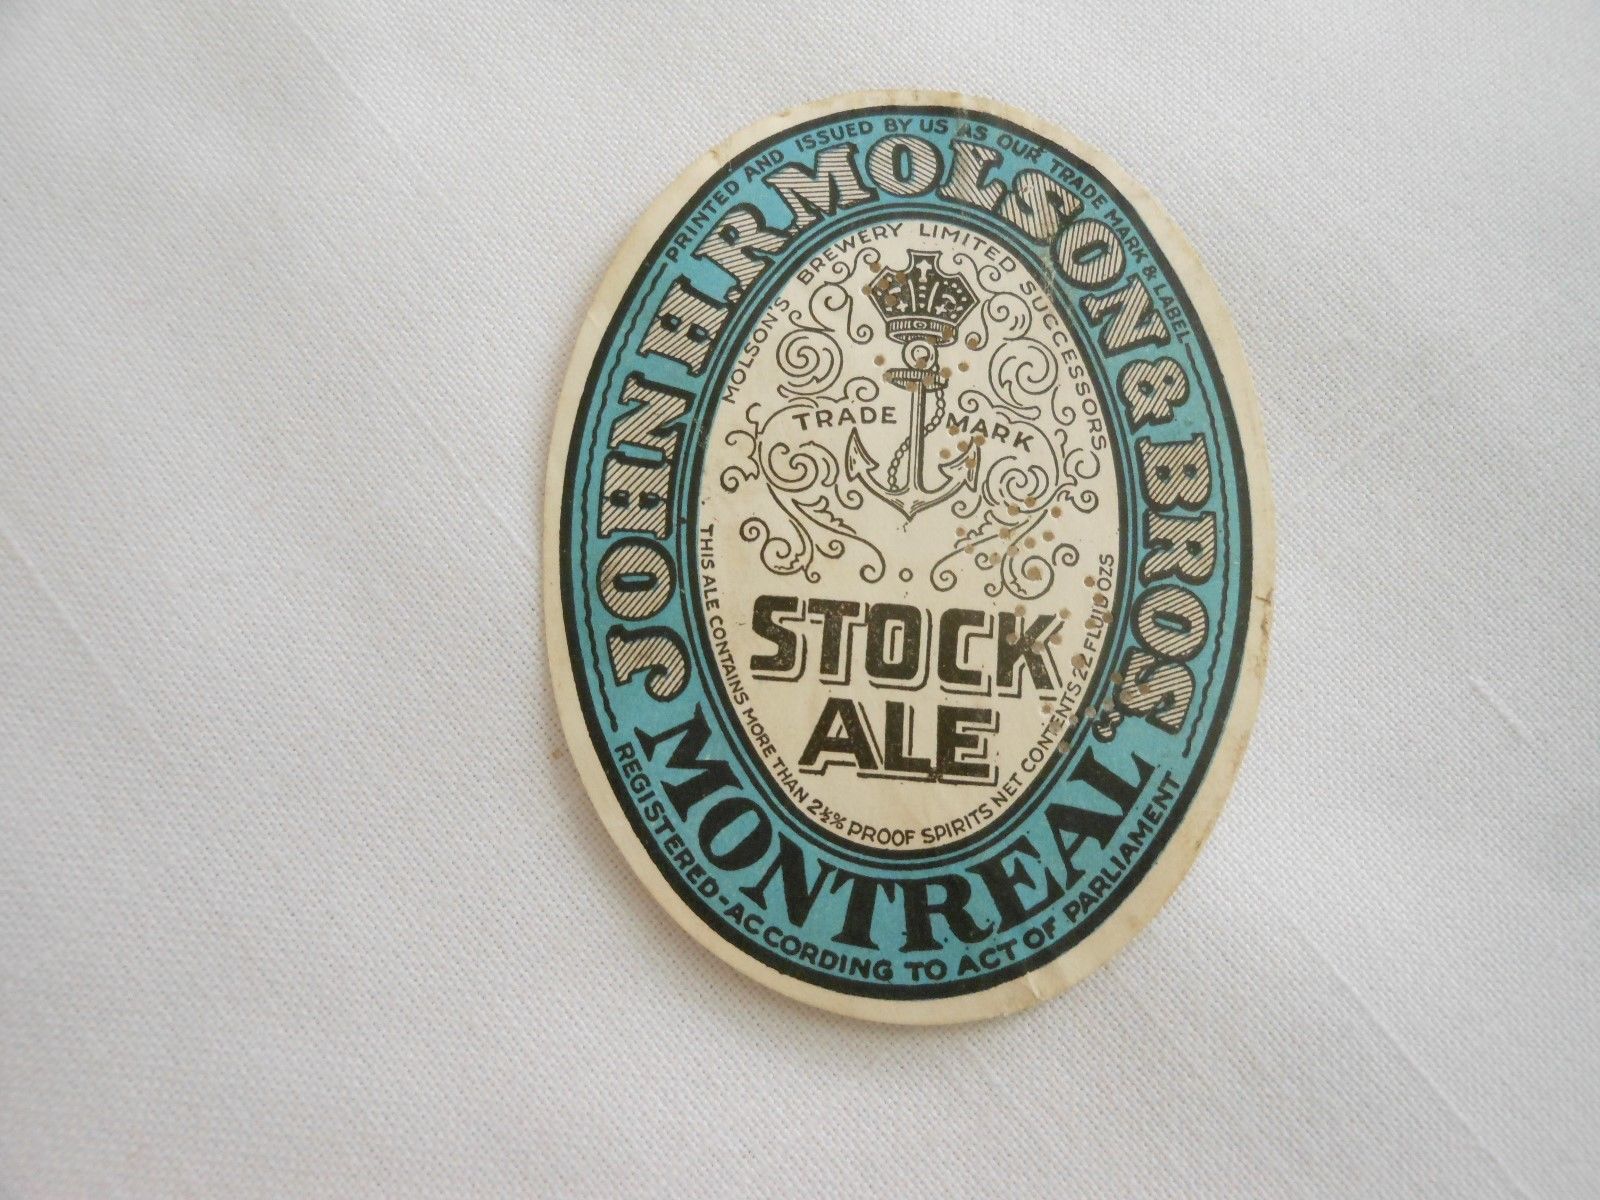 PRINTED AND ISSUED BY US AS OUR TRADE MARK & LABEL
JOHN H.R. MOLSON & BROS.
MOLSON'S BREWERY LIMITED SUCCESSORS
TRADE MARK
STOCK
ALE
THIS ALE CONTAINS MORE THAN 2½% PROOF SPIRITS NET CONTENTS 22 FLUID OZS
MONTREAL
REGISTERED-ACCORDING TO ACT OF PARLIAMENT